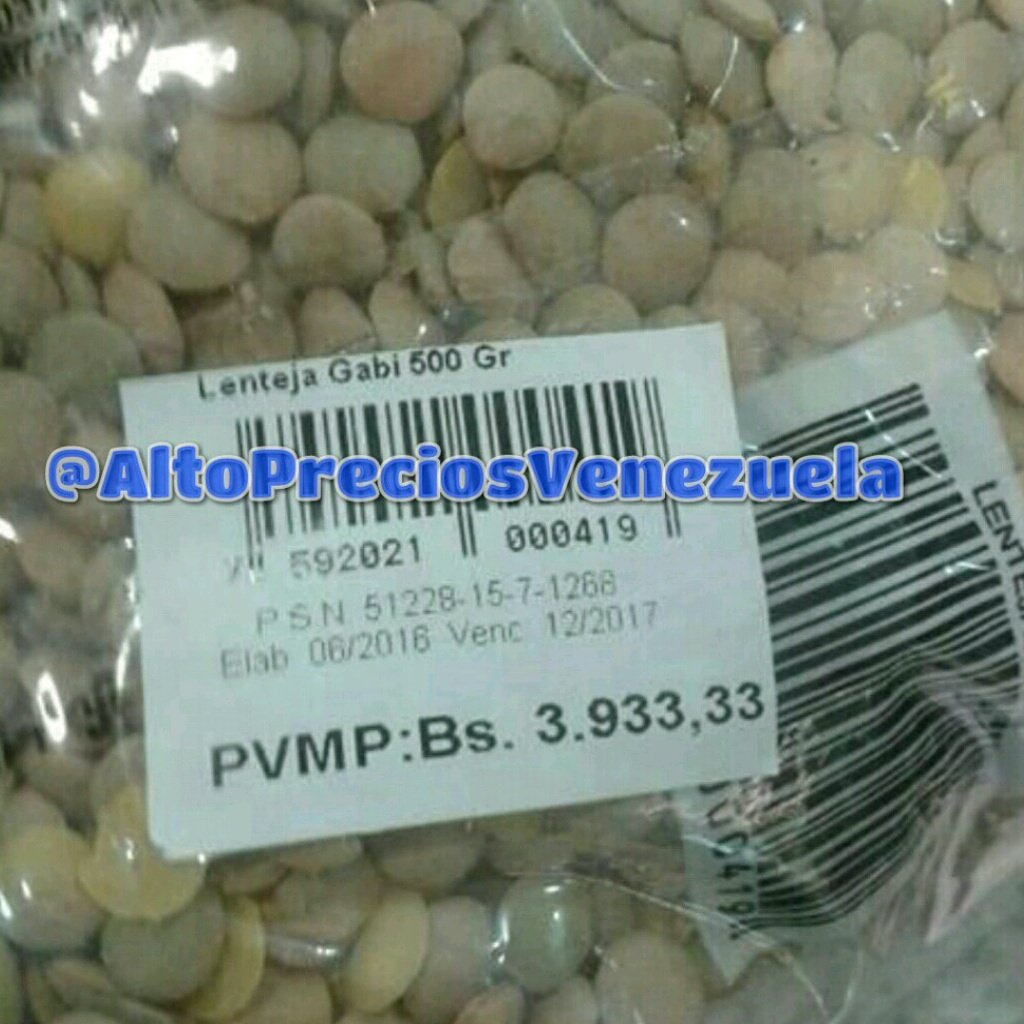 Lenteja Gabi 500 Gr
@AltoPreciosVenezuela
592021 000419
P.S.N. 51228-15-7-1268
Elab 06/2016 Venc 12/2017
PVMP:Bs. 3.933,33